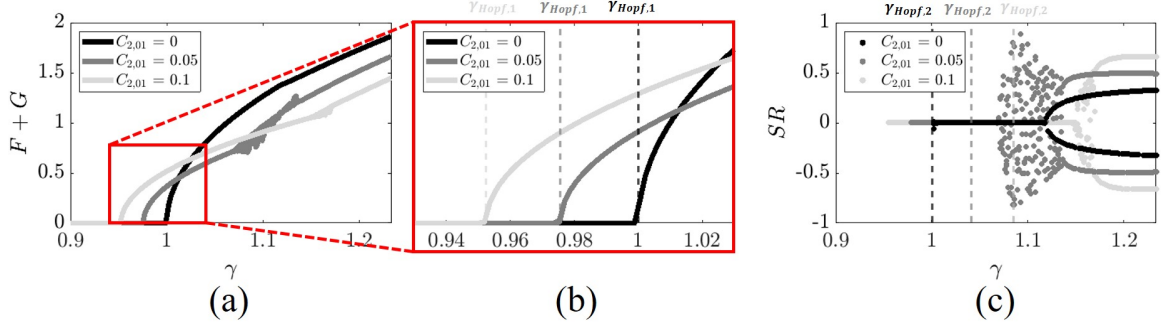 γHopf,1 γHopf,1 γHopf,1
C2,01 = 0
C2,01 = 0.05
C2,01 = 0.1
F + G
2
1.5
1
0.5
0
0.9 1 1.1 1.2
γ
(a)
C2,01 = 0
C2,01 = 0.05
C2,01 = 0.1
0.94 0.96 0.98 1 1.02
γ
(b)
γHopf,2 γHopf,2 γHopf,2
C2,01 = 0
C2,01 = 0.05
C2,01 = 0.1
SR
1
0.5
0
-0.5
-1
0.9 1 1.1 1.2
γ
(c)